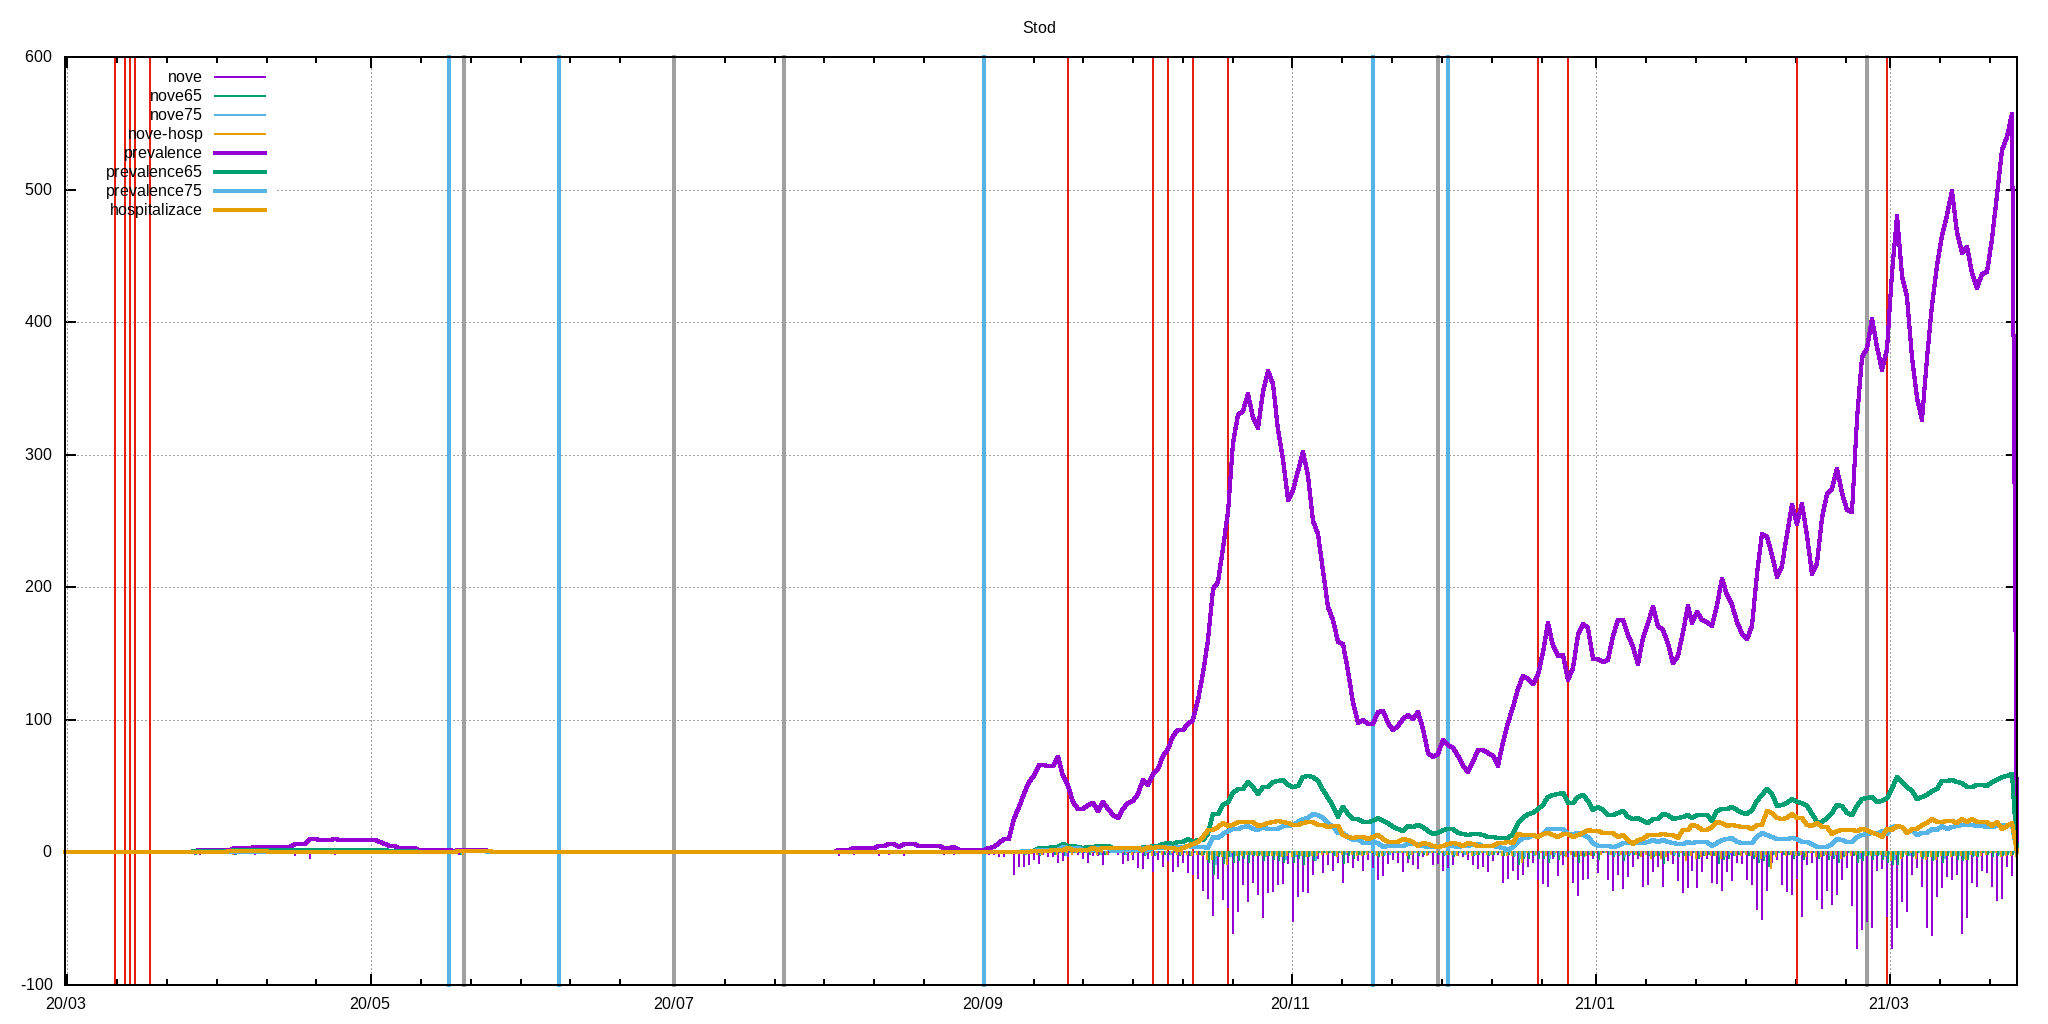 Stod
600
500
400
300
200
100
0
-100
nove
nove65
nove75
nove-hosp
prevalence
prevalence65
prevalence75
hospitalizace
20/03 20/05 20/07 20/09 20/11 21/01 21/03